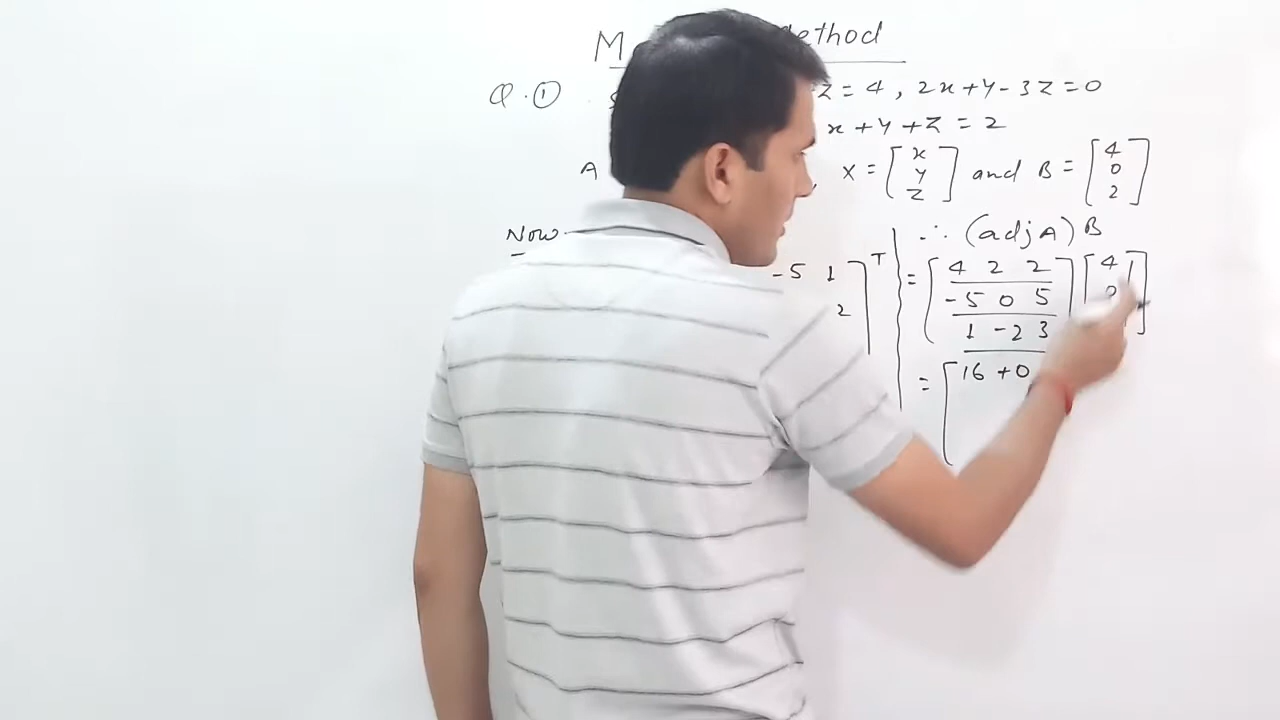 M ethod
Q.① Z = 4, 2x+y-3z=0
x+y+z = 2
A , X = [x y z] and B = [4 0 2]
Now
∴ (adj A) B
-5 1
2 ] T
= [4 2 2
-5 0 5
1 -2 3] [4
0
= [16 +0